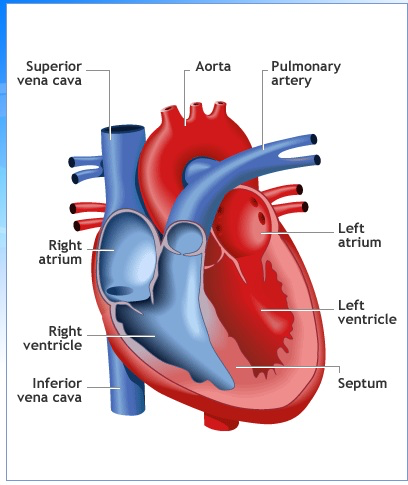 Superior
vena cava
Aorta
Pulmonary
artery
Right
atrium
Left
atrium
Right
ventricle
Left
ventricle
Inferior
vena cava
Septum